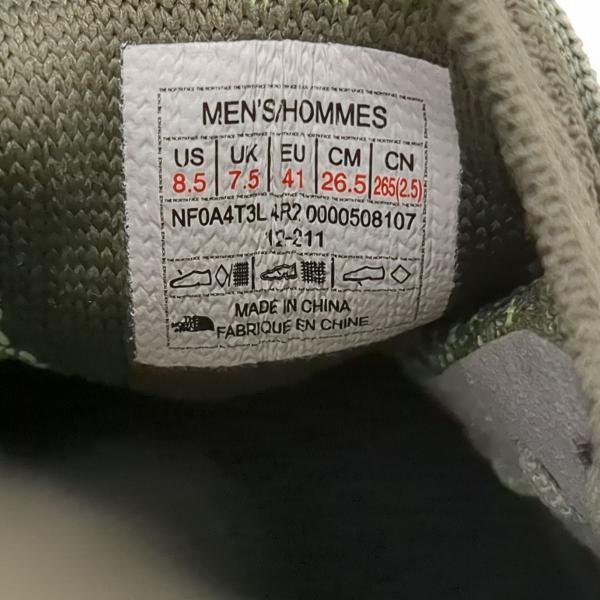 MEN'S/HOMMES
US UK EU CM CN
8.5 7.5 41 26.5 265(2.5)
NF0A4T3L 4R2 0000508107
12-211
MADE IN CHINA
FABRIQUÉ EN CHINE